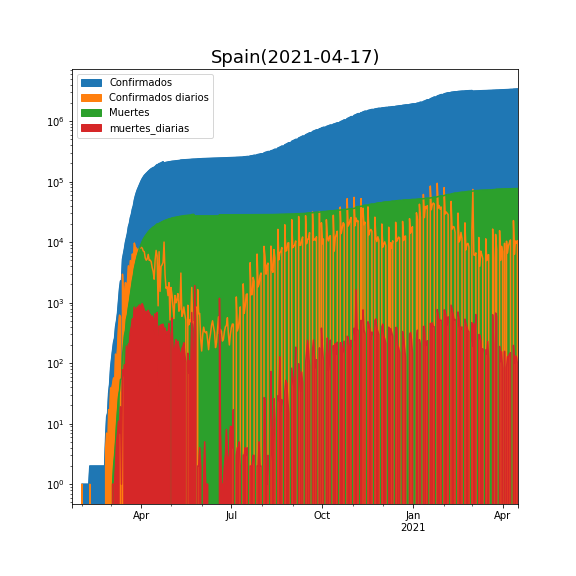 Spain(2021-04-17)
Confirmados
Confirmados diarios
Muertes
muertes_diarias
10^6
10^5
10^4
10^3
10^2
10^1
10^0
Apr Jul Oct Jan Apr
2021